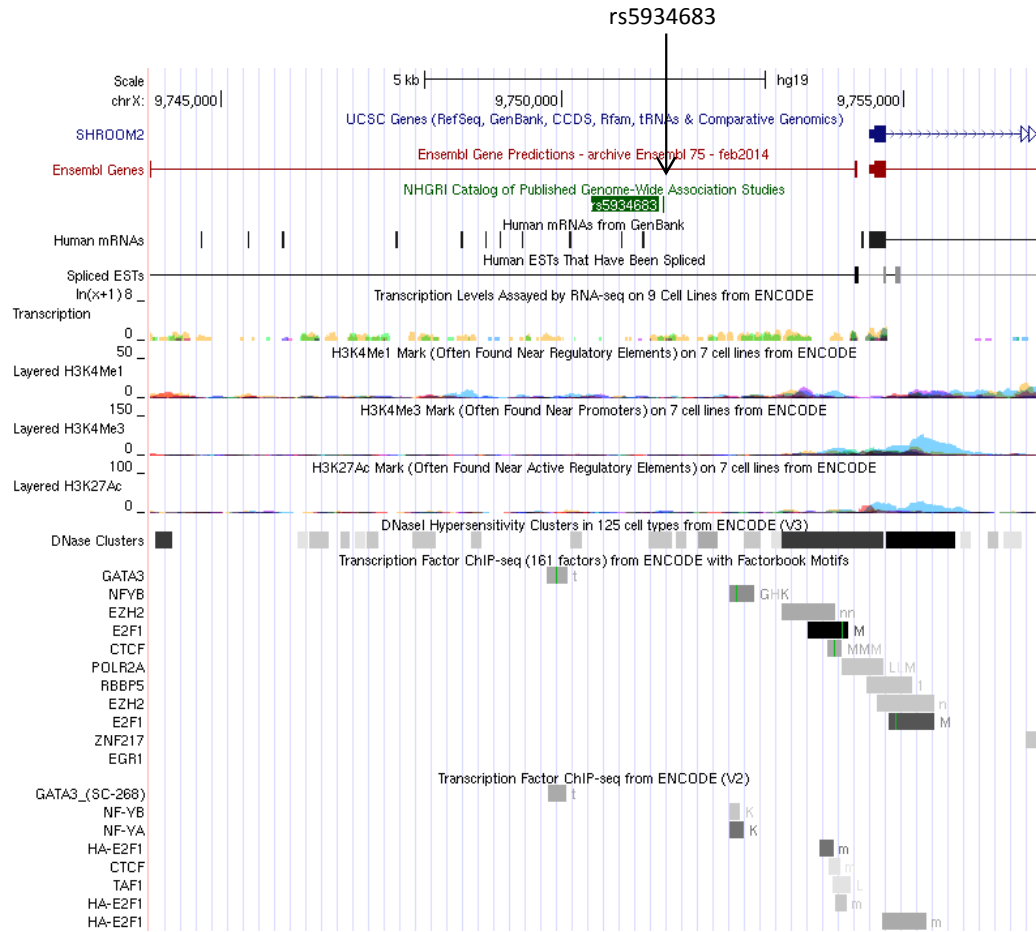 rs5934683
Scale 5 kb hg19
chrX: 9,745,000 9,750,000 9,755,000
UCSC Genes (RefSeq, GenBank, CCDS, Rfam, tRNAs & Comparative Genomics)
SHROOM2
Ensembl Gene Predictions - archive Ensembl 75 - feb2014
Ensembl Genes
NHGRI Catalog of Published Genome-Wide Association Studies
rs5934683
Human mRNAs from GenBank
Human mRNAs
Human ESTs That Have Been Spliced
Spliced ESTs
ln(x+1) 8 _
Transcription Levels Assayed by RNA-seq on 9 Cell Lines from ENCODE
Transcription
0 _
H3K4Me1 Mark (Often Found Near Regulatory Elements) on 7 cell lines from ENCODE
50 _
Layered H3K4Me1
0 _
H3K4Me3 Mark (Often Found Near Promoters) on 7 cell lines from ENCODE
150 _
Layered H3K4Me3
0 _
H3K27Ac Mark (Often Found Near Active Regulatory Elements) on 7 cell lines from ENCODE
100 _
Layered H3K27Ac
0 _
DNaseI Hypersensitivity Clusters in 125 cell types from ENCODE (V3)
DNase Clusters
Transcription Factor ChIP-seq (161 factors) from ENCODE with Factorbook Motifs
GATA3 t
NFYB GHK
EZH2 nn
E2F1 M
CTCF MMM
POLR2A LLM
RBBP5 1
EZH2 n
E2F1 M
ZNF217
EGR1
Transcription Factor ChIP-seq from ENCODE (V2)
GATA3_(SC-268) t
NF-YB K
NF-YA K
HA-E2F1 m
CTCF m
TAF1 L
HA-E2F1 m
HA-E2F1 m